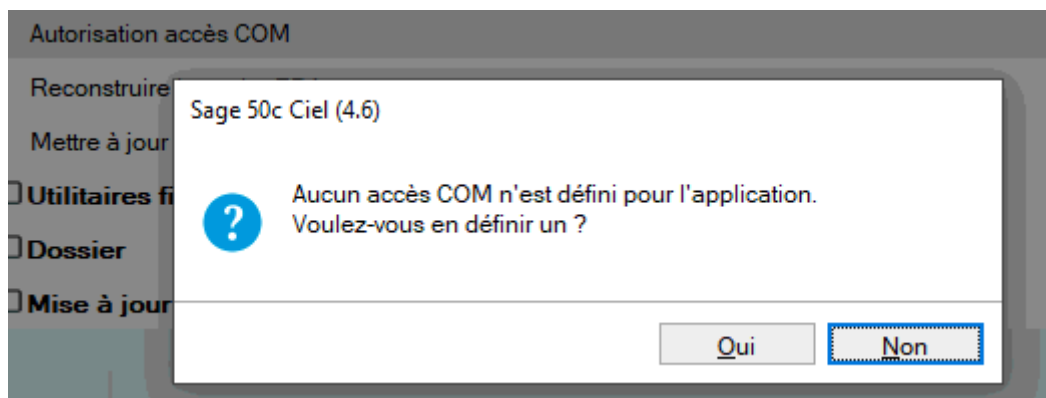 Autorisation accès COM
Reconstruire
Mettre à jour
Utilitaires fi
Dossier
Mise à jour
Sage 50c Ciel (4.6)
Aucun accès COM n'est défini pour l'application.
Voulez-vous en définir un ?
Oui
Non